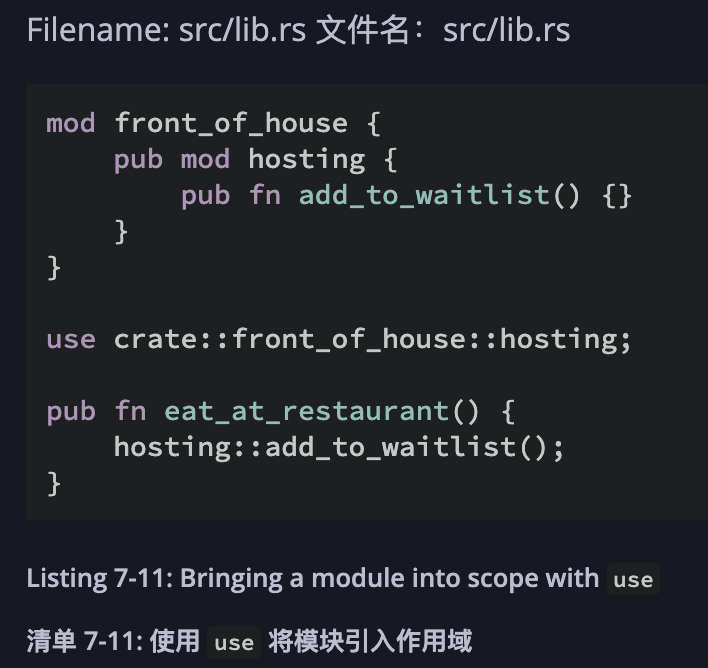 Filename: src/lib.rs 文件名：src/lib.rs
mod front_of_house {
    pub mod hosting {
        pub fn add_to_waitlist() {}
    }
}

use crate::front_of_house::hosting;

pub fn eat_at_restaurant() {
    hosting::add_to_waitlist();
}
Listing 7-11: Bringing a module into scope with use
清单 7-11: 使用 use 将模块引入作用域